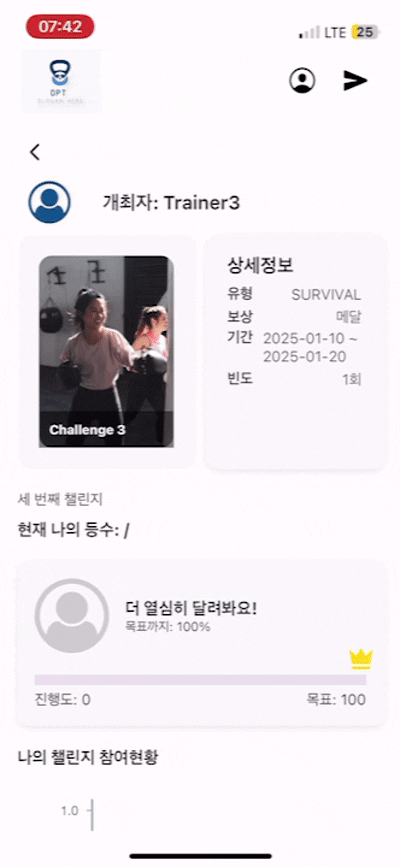 07:42
LTE 25
DPT
개최자: Trainer3
상세정보
유형 SURVIVAL
보상 메달
기간 2025-01-10 ~
2025-01-20
빈도 1회
Challenge 3
세 번째 챌린지
현재 나의 등수: /
더 열심히 달려봐요!
목표까지: 100%
진행도: 0 목표: 100
나의 챌린지 참여현황
1.0